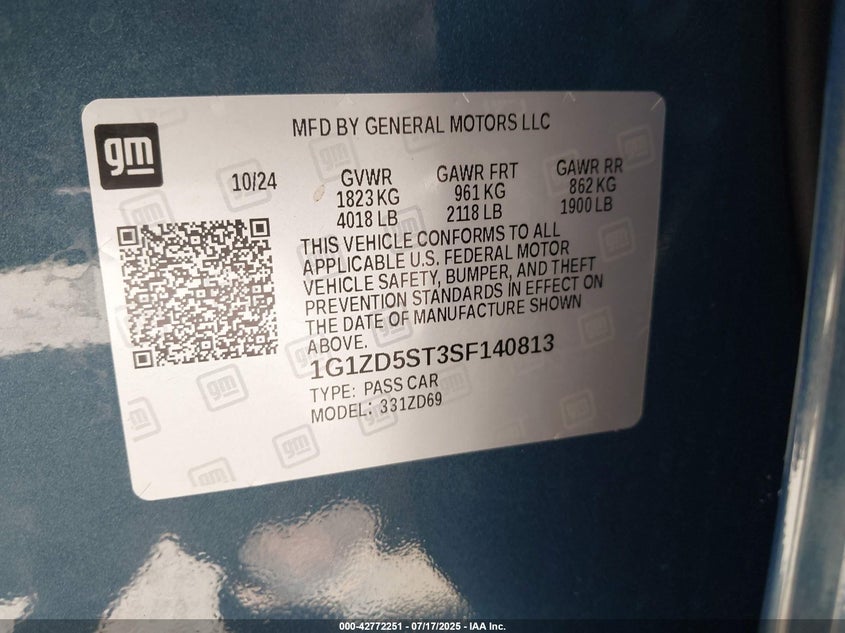 gm
MFD BY GENERAL MOTORS LLC
10/24
GVWR
1823 KG
4018 LB
GAWR FRT
961 KG
2118 LB
GAWR RR
862 KG
1900 LB
THIS VEHICLE CONFORMS TO ALL
APPLICABLE U.S. FEDERAL MOTOR
VEHICLE SAFETY, BUMPER, AND THEFT
PREVENTION STANDARDS IN EFFECT ON
THE DATE OF MANUFACTURE SHOWN
ABOVE.
1G1ZD5ST3SF140813
TYPE: PASS CAR
MODEL: 331ZD69
000-42772251 - 07/17/2025 - IAA Inc.